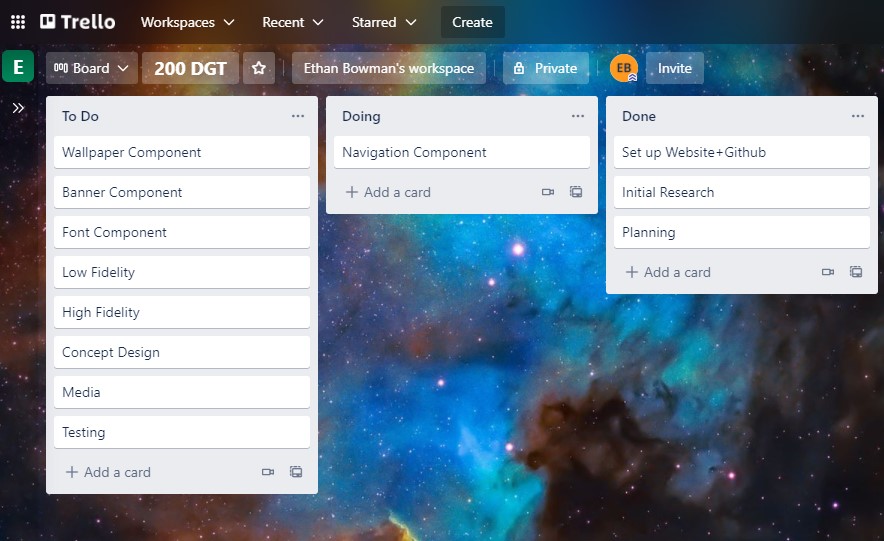 Trello Workspaces Recent Starred Create
E Board 200 DGT Ethan Bowman's workspace Private EB Invite
To Do
Wallpaper Component
Banner Component
Font Component
Low Fidelity
High Fidelity
Concept Design
Media
Testing
+ Add a card
Doing
Navigation Component
+ Add a card
Done
Set up Website+Github
Initial Research
Planning
+ Add a card